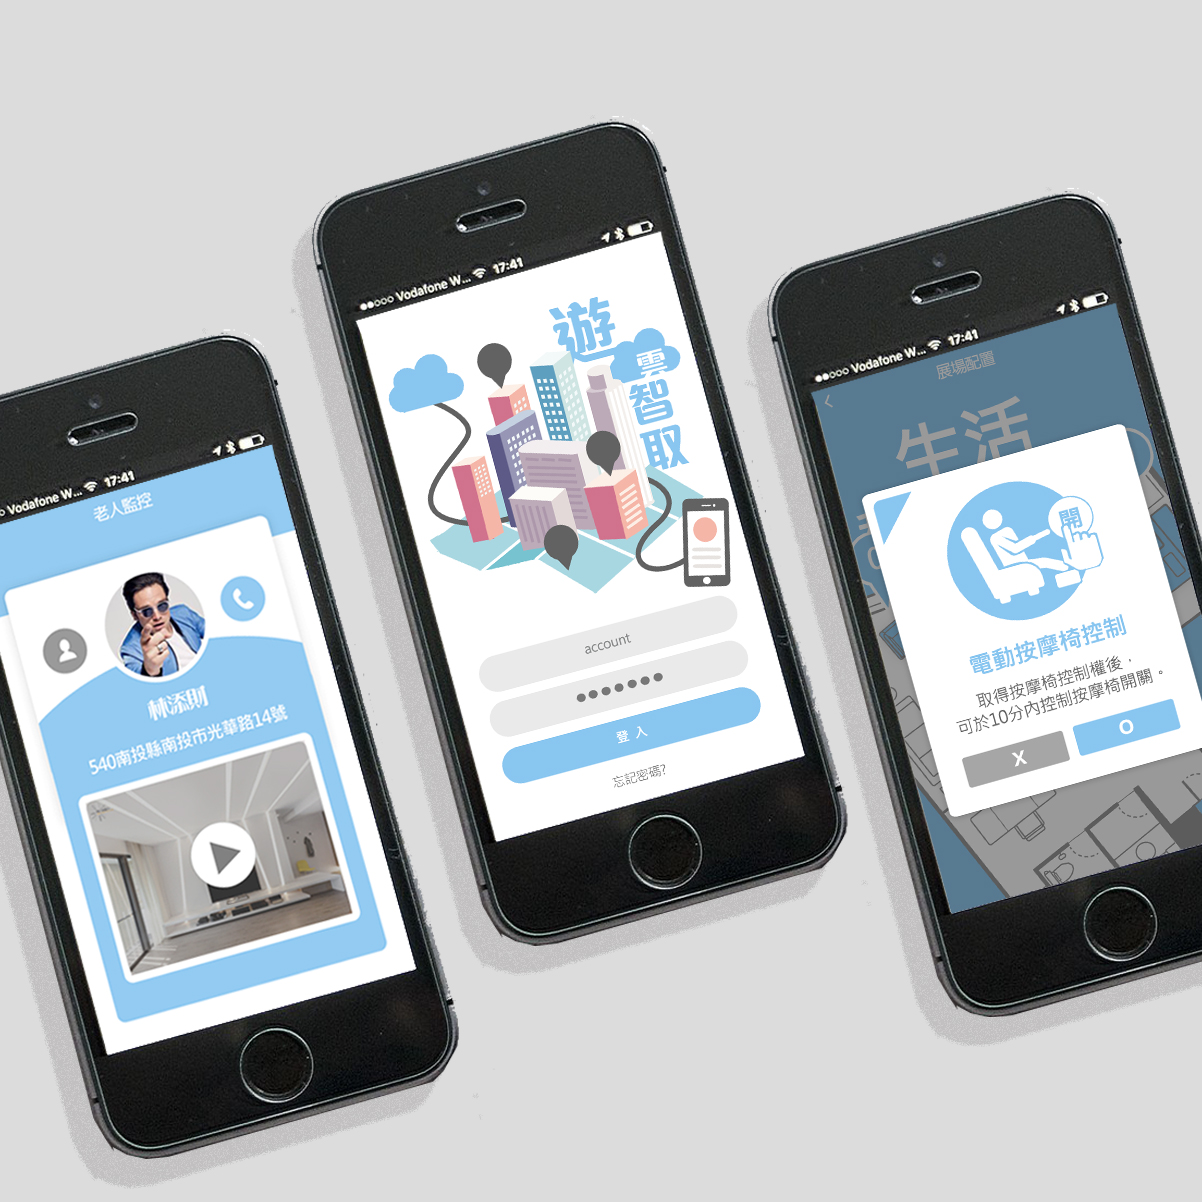 Vodafone W... 17:41
老人監控
林添財
540南投縣南投市光華路14號
Vodafone W... 17:41
遊
雲
智
取
account
登入
忘記密碼?
Vodafone W... 17:41
展場配置
生活
開
電動按摩椅控制
取得按摩椅控制權後，
可於10分內控制按摩椅開關。
X
O